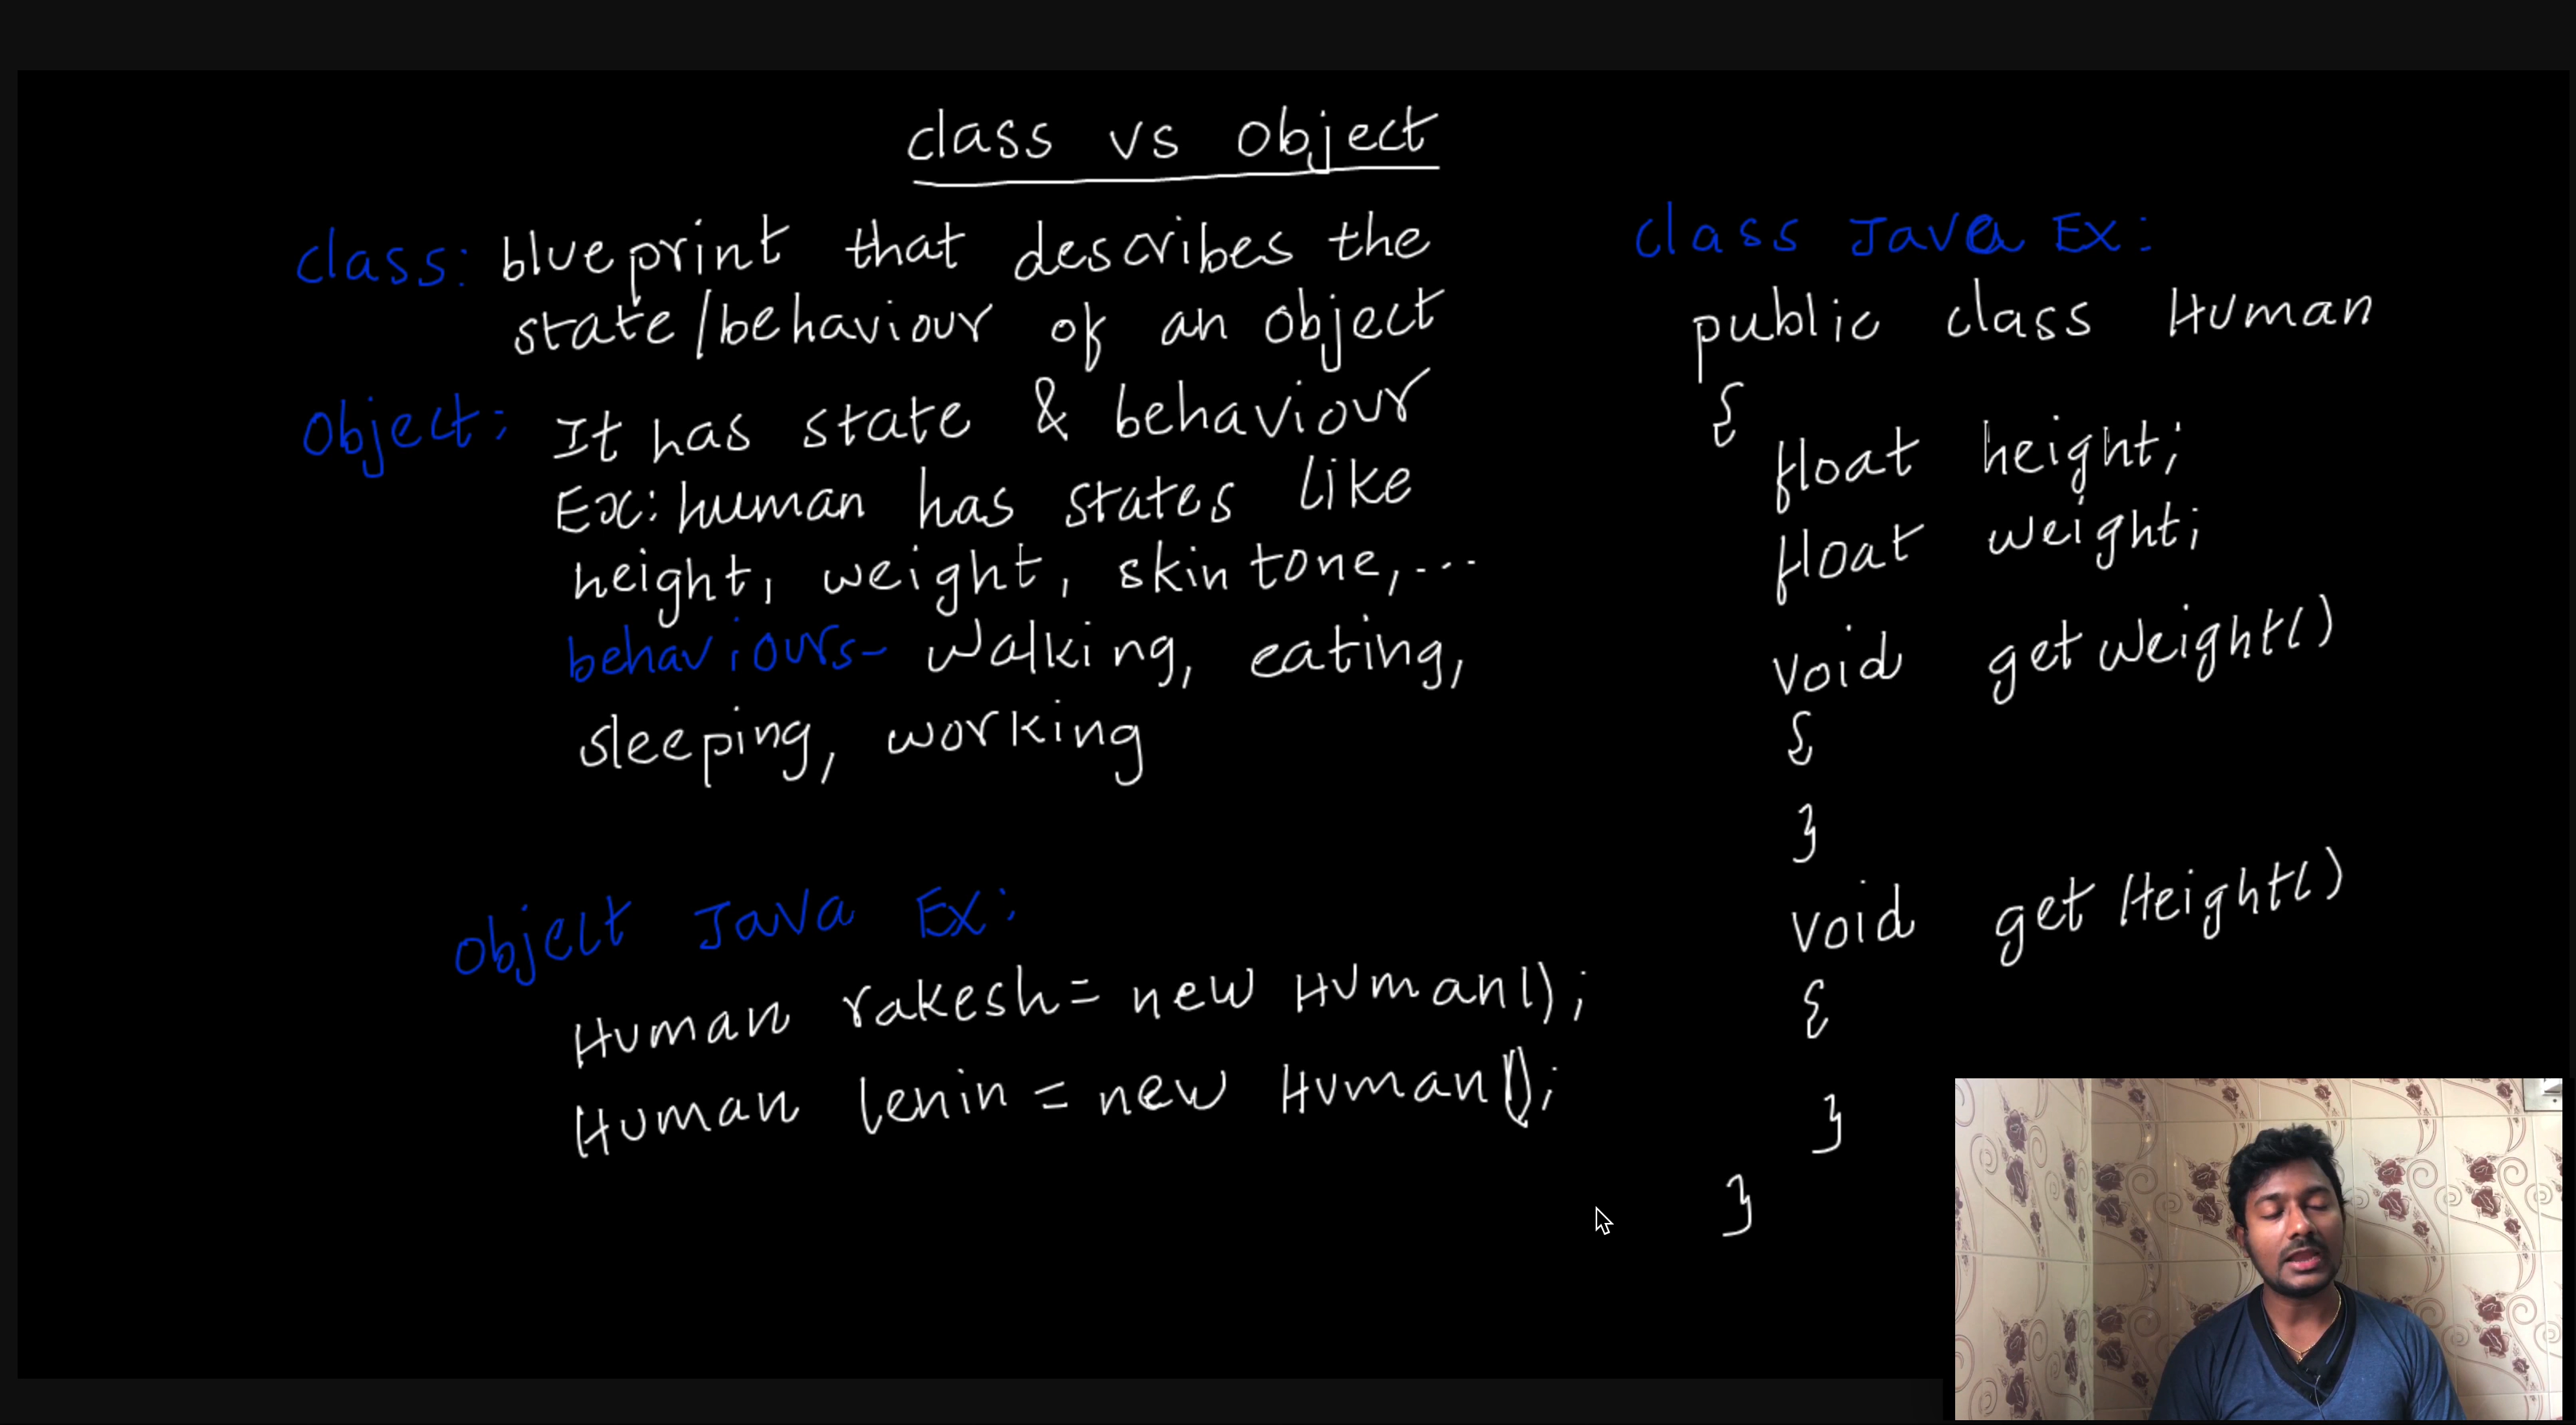 class vs object
class: blueprint that describes the
state/behaviour of an object
Object: It has state & behaviour
Ex: human has states like
height, weight, skin tone,...
behaviours- walking, eating,
sleeping, working
Object Java Ex:
Human rakesh = new Human();
Human lenin = new Human();
class Java Ex:
public class Human
{
float height;
float weight;
void getWeight()
{
}
void getHeight()
{
}
}